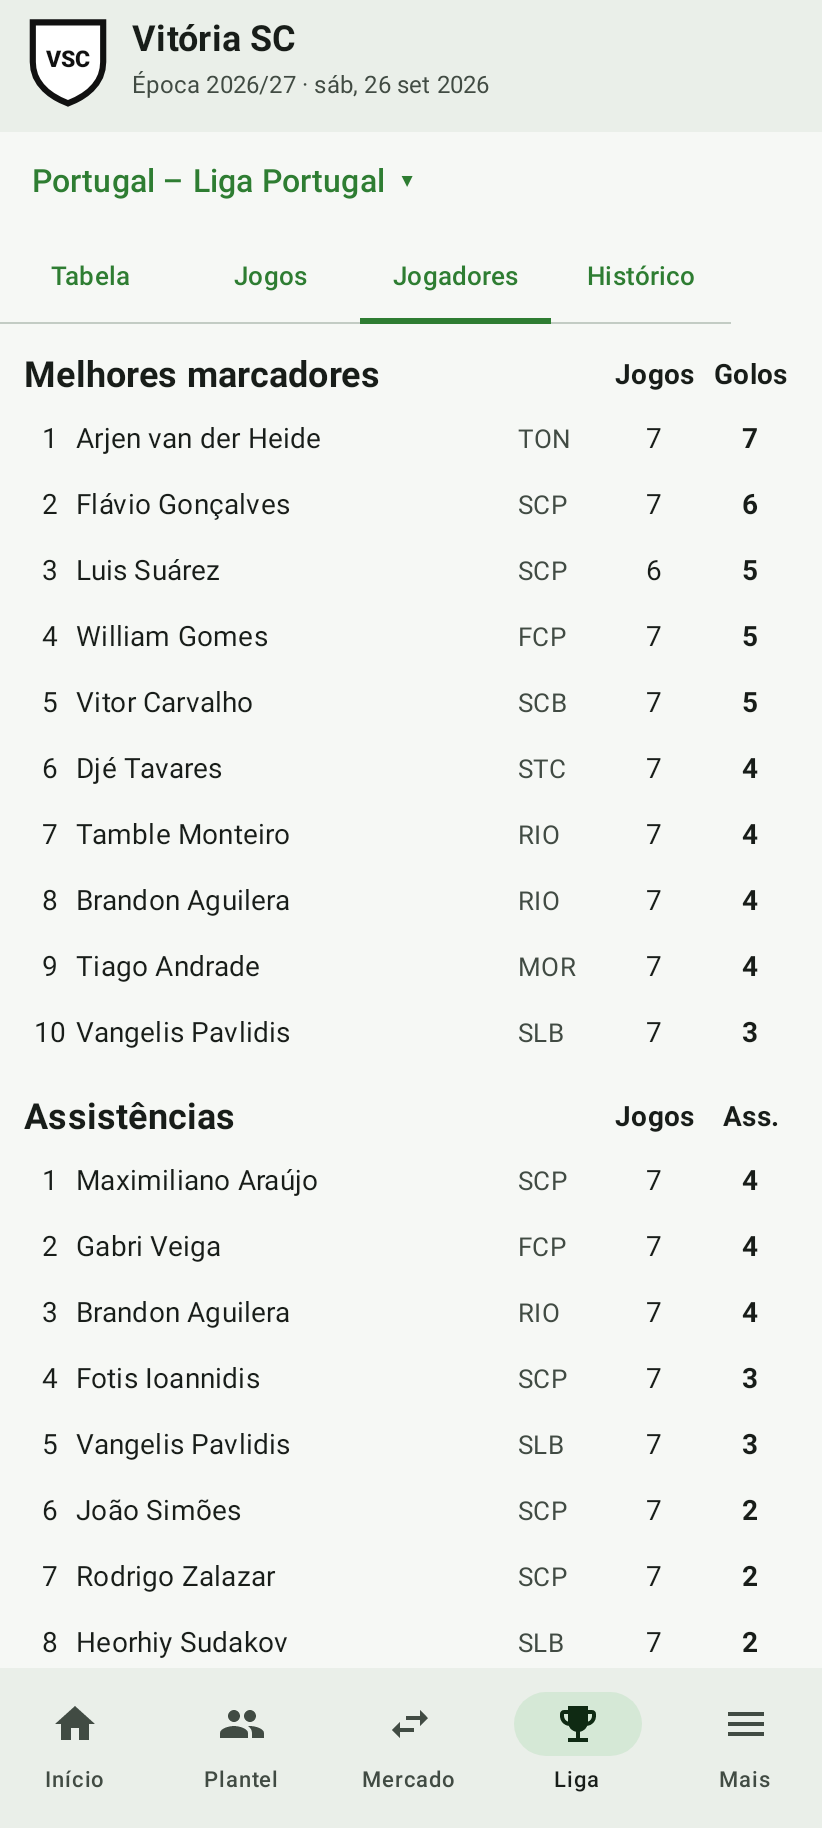 VSC
Vitória SC
Época 2026/27 · sáb, 26 set 2026
Portugal – Liga Portugal ▼
Tabela Jogos Jogadores Histórico
Melhores marcadores Jogos Golos
1 Arjen van der Heide TON 7 7
2 Flávio Gonçalves SCP 7 6
3 Luis Suárez SCP 6 5
4 William Gomes FCP 7 5
5 Vitor Carvalho SCB 7 5
6 Djé Tavares STC 7 4
7 Tamble Monteiro RIO 7 4
8 Brandon Aguilera RIO 7 4
9 Tiago Andrade MOR 7 4
10 Vangelis Pavlidis SLB 7 3
Assistências Jogos Ass.
1 Maximiliano Araújo SCP 7 4
2 Gabri Veiga FCP 7 4
3 Brandon Aguilera RIO 7 4
4 Fotis Ioannidis SCP 7 3
5 Vangelis Pavlidis SLB 7 3
6 João Simões SCP 7 2
7 Rodrigo Zalazar SCP 7 2
8 Heorhiy Sudakov SLB 7 2
Início Plantel Mercado Liga Mais